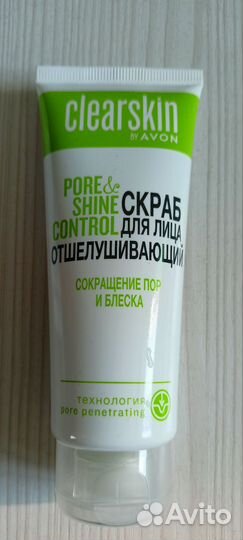 clearskin
BY AVON
PORE &
SHINE
CONTROL
СКРАБ
ДЛЯ ЛИЦА
ОТШЕЛУШИВАЮЩИЙ
СОКРАЩЕНИЕ ПОР
И БЛЕСКА
технология
pore penetrating
Avito